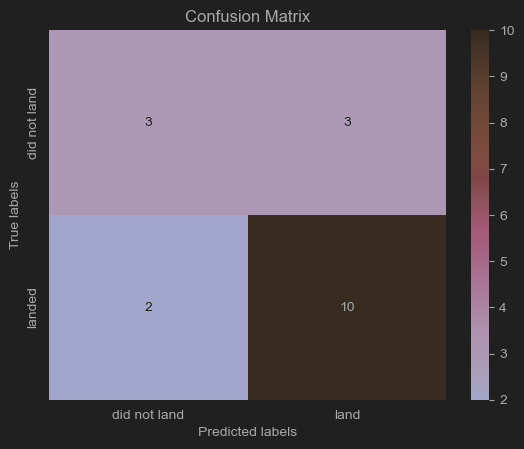 Confusion Matrix
True labels
did not land
landed
3
3
2
10
did not land
land
Predicted labels
10
9
8
7
6
5
4
3
2